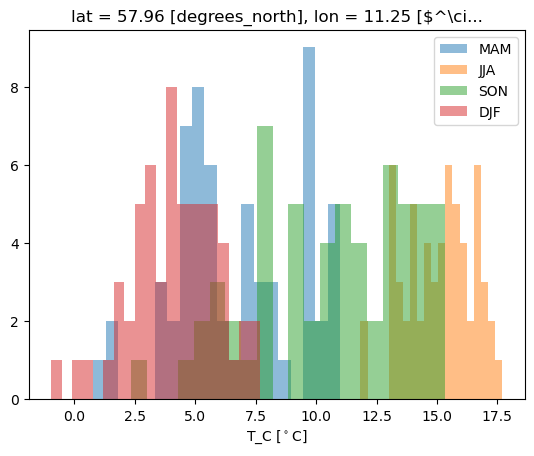 lat = 57.96 [degrees_north], lon = 11.25 [$^\ci...
MAM
JJA
SON
DJF
8
6
4
2
0
0.0 2.5 5.0 7.5 10.0 12.5 15.0 17.5
T_C [°C]